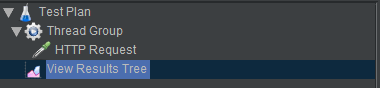 Test Plan
Thread Group
HTTP Request
View Results Tree